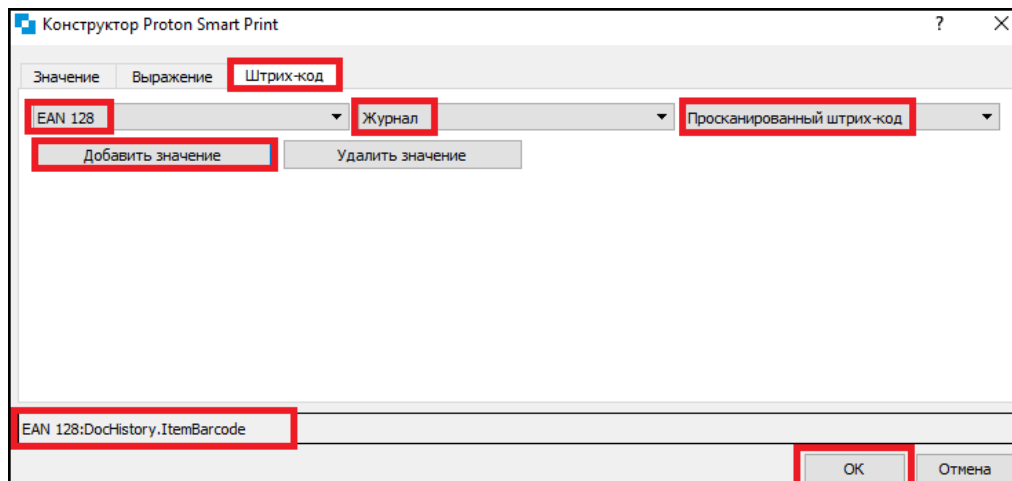 Конструктор Proton Smart Print ?
Значение Выражение Штрих-код
EAN 128 Журнал Просканированный штрих-код
Добавить значение Удалить значение
EAN 128:DocHistory.ItemBarcode
OK Отмена